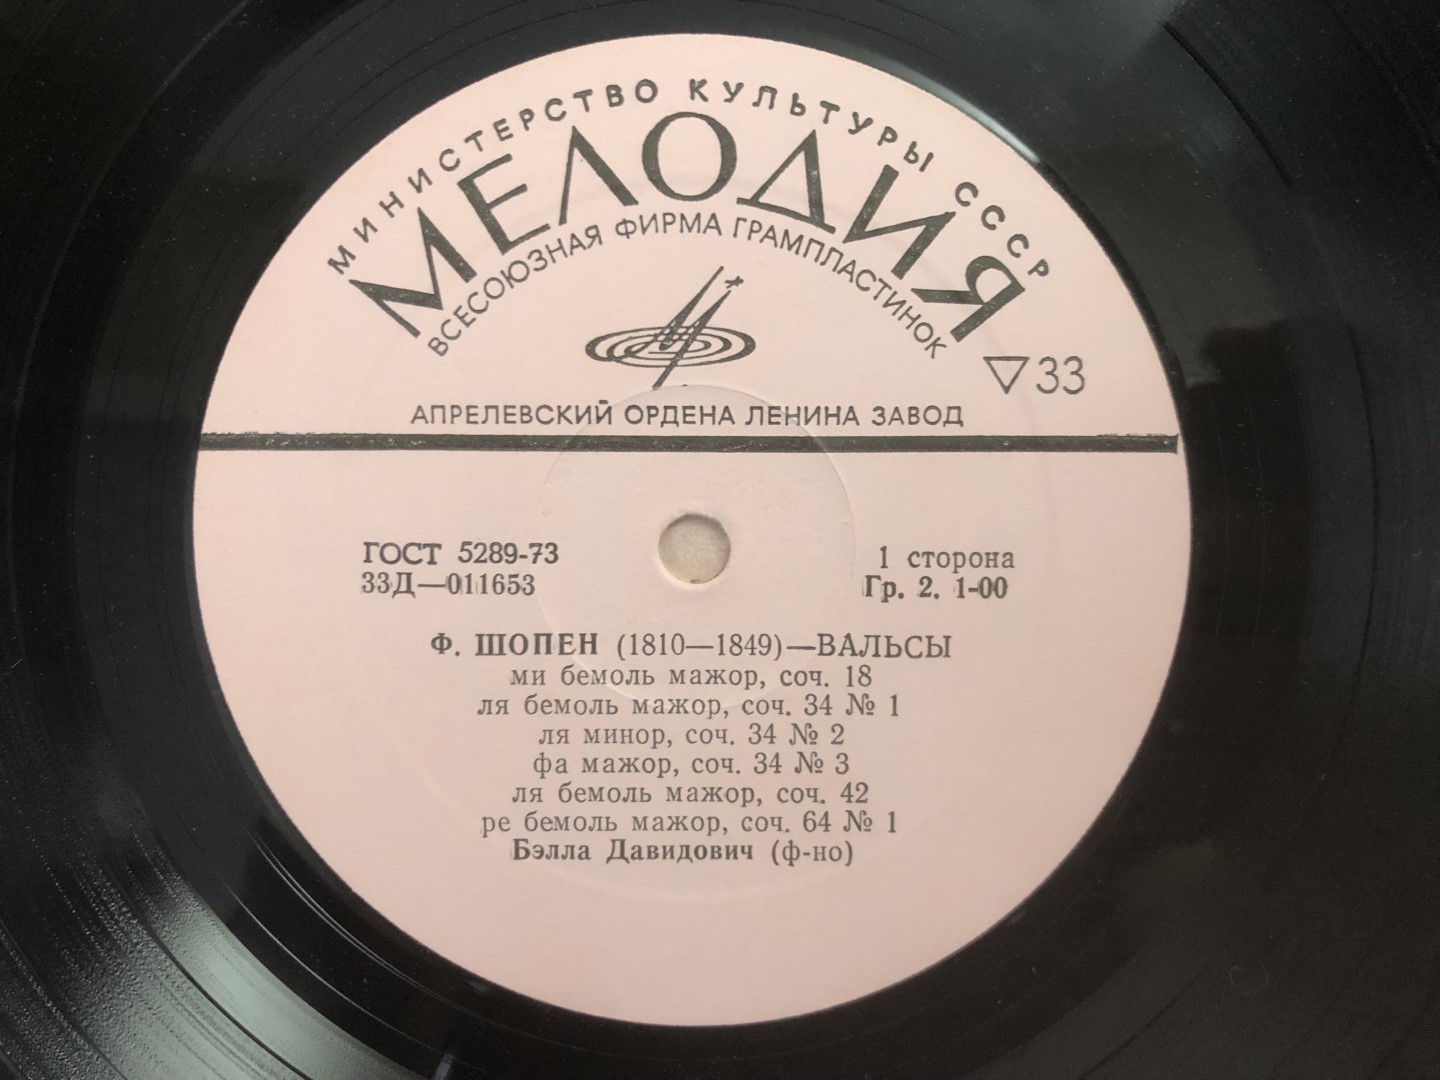 МИНИСТЕРСТВО КУЛЬТУРЫ СССР
МЕЛОДИЯ
ВСЕСОЮЗНАЯ ФИРМА ГРАМПЛАСТИНОК
▽33
АПРЕЛЕВСКИЙ ОРДЕНА ЛЕНИНА ЗАВОД
ГОСТ 5289-73
33Д—011653
1 сторона
Гр. 2. 1-00
Ф. ШОПЕН (1810—1849)—ВАЛЬСЫ
ми бемоль мажор, соч. 18
ля бемоль мажор, соч. 34 № 1
ля минор, соч. 34 № 2
фа мажор, соч. 34 № 3
ля бемоль мажор, соч. 42
ре бемоль мажор, соч. 64 № 1
Бэлла Давидович (ф-но)